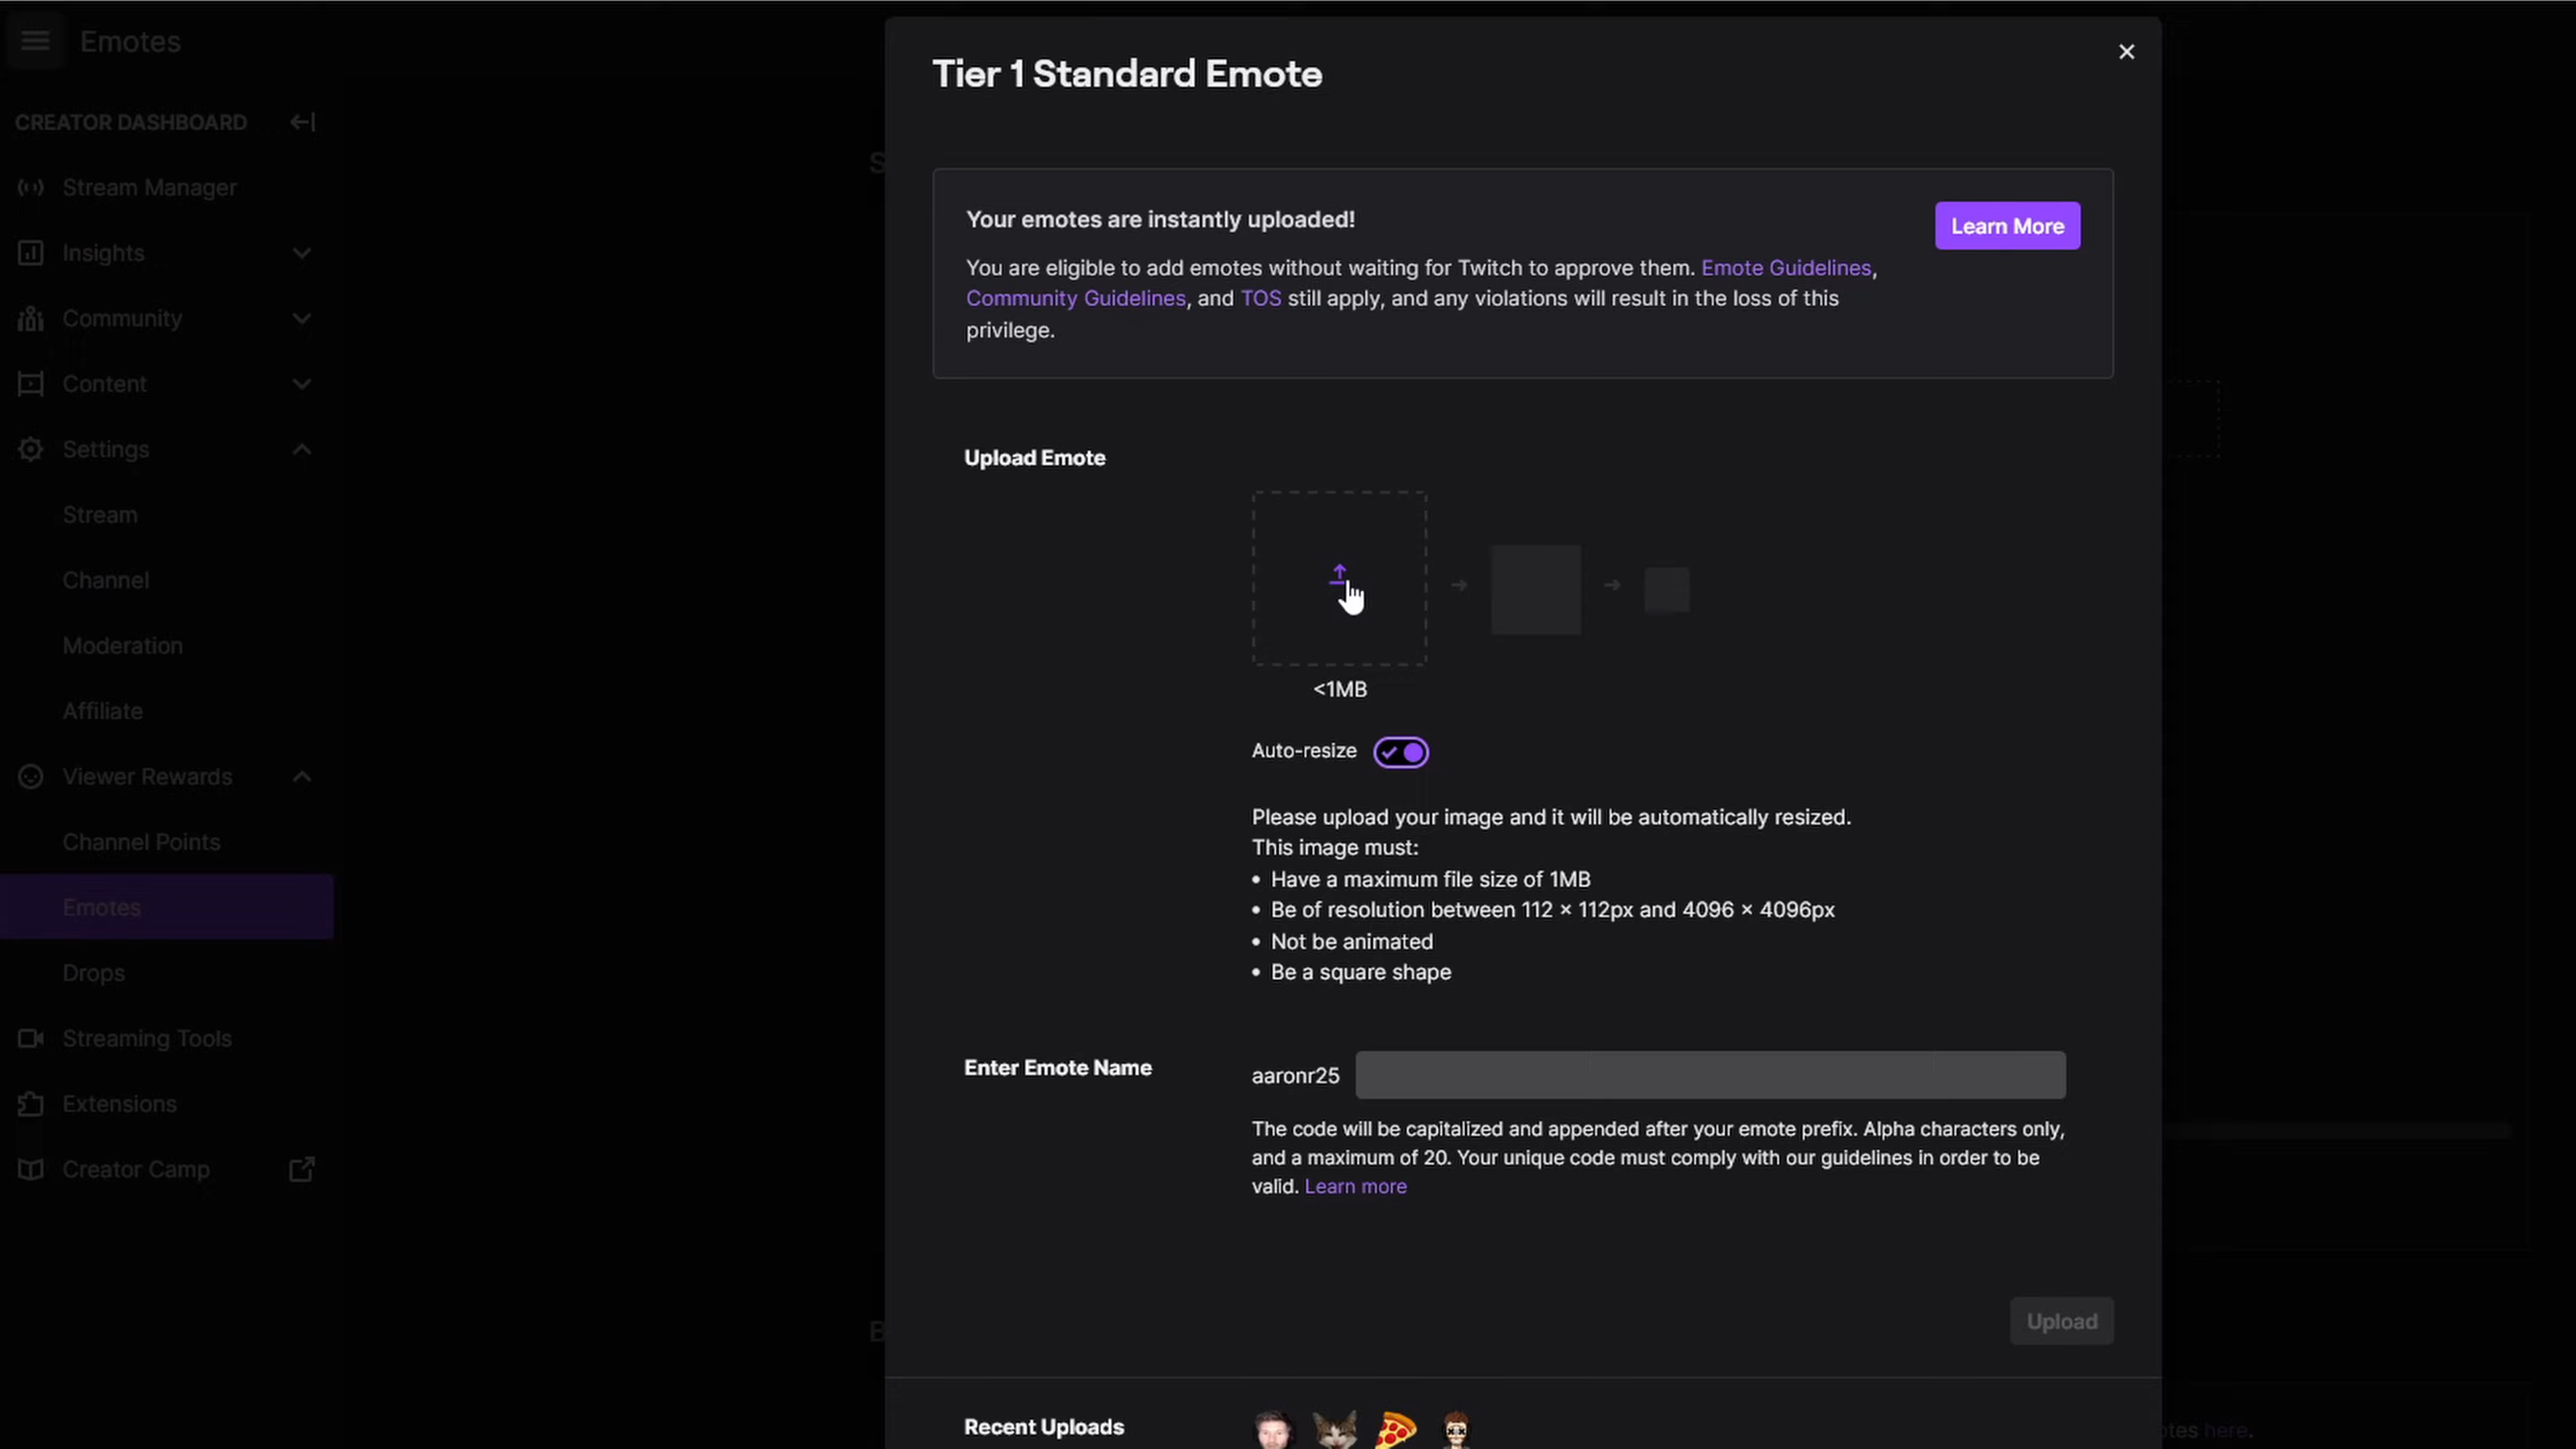 Emotes
CREATOR DASHBOARD
Stream Manager
Insights
Community
Content
Settings
Stream
Channel
Moderation
Affiliate
Viewer Rewards
Channel Points
Emotes
Drops
Streaming Tools
Extensions
Creator Camp
S
B
Tier 1 Standard Emote
Your emotes are instantly uploaded!
Learn More
You are eligible to add emotes without waiting for Twitch to approve them. Emote Guidelines,
Community Guidelines, and TOS still apply, and any violations will result in the loss of this
privilege.
Upload Emote
<1MB
Auto-resize
Please upload your image and it will be automatically resized.
This image must:
• Have a maximum file size of 1MB
• Be of resolution between 112 × 112px and 4096 × 4096px
• Not be animated
• Be a square shape
Enter Emote Name
aaronr25
The code will be capitalized and appended after your emote prefix. Alpha characters only,
and a maximum of 20. Your unique code must comply with our guidelines in order to be
valid. Learn more
Upload
Recent Uploads
otes here.